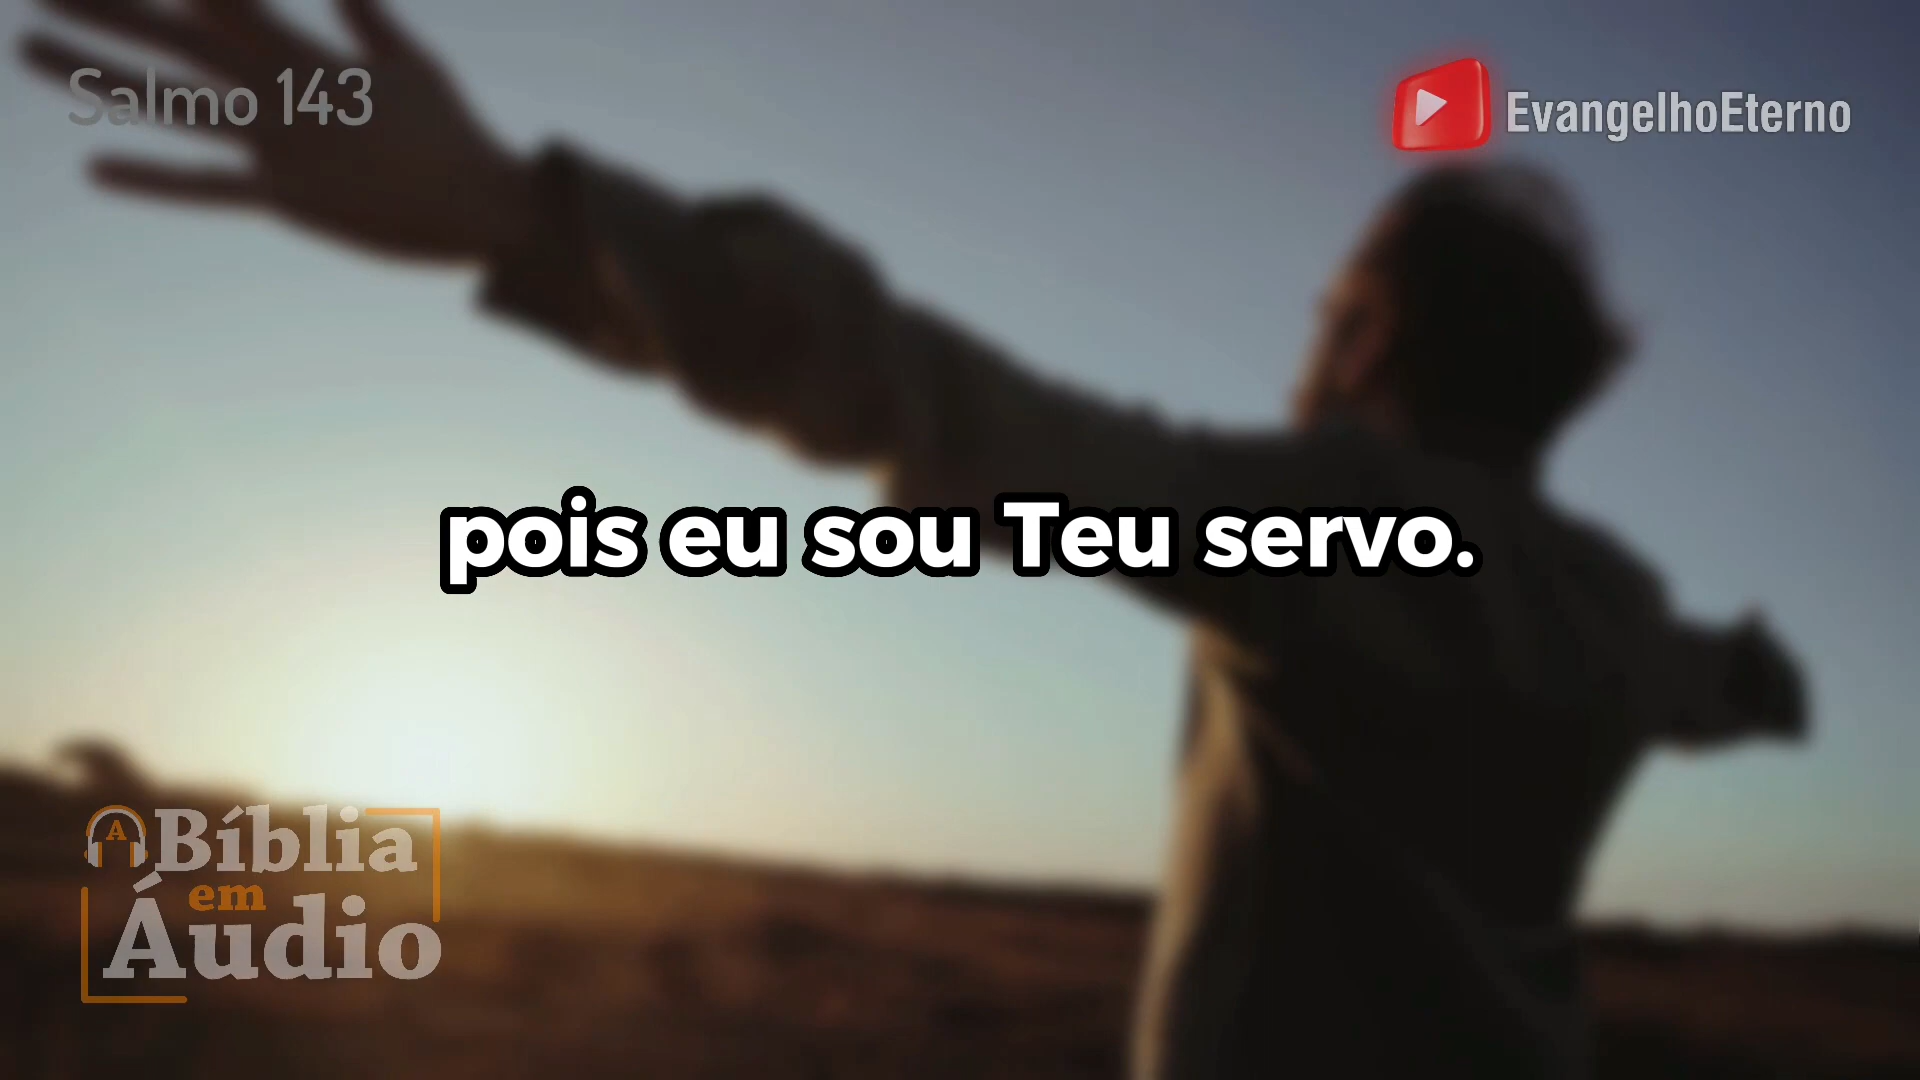 Salmo 143
EvangelhoEterno
pois eu sou Teu servo.
A Bíblia
em
Áudio